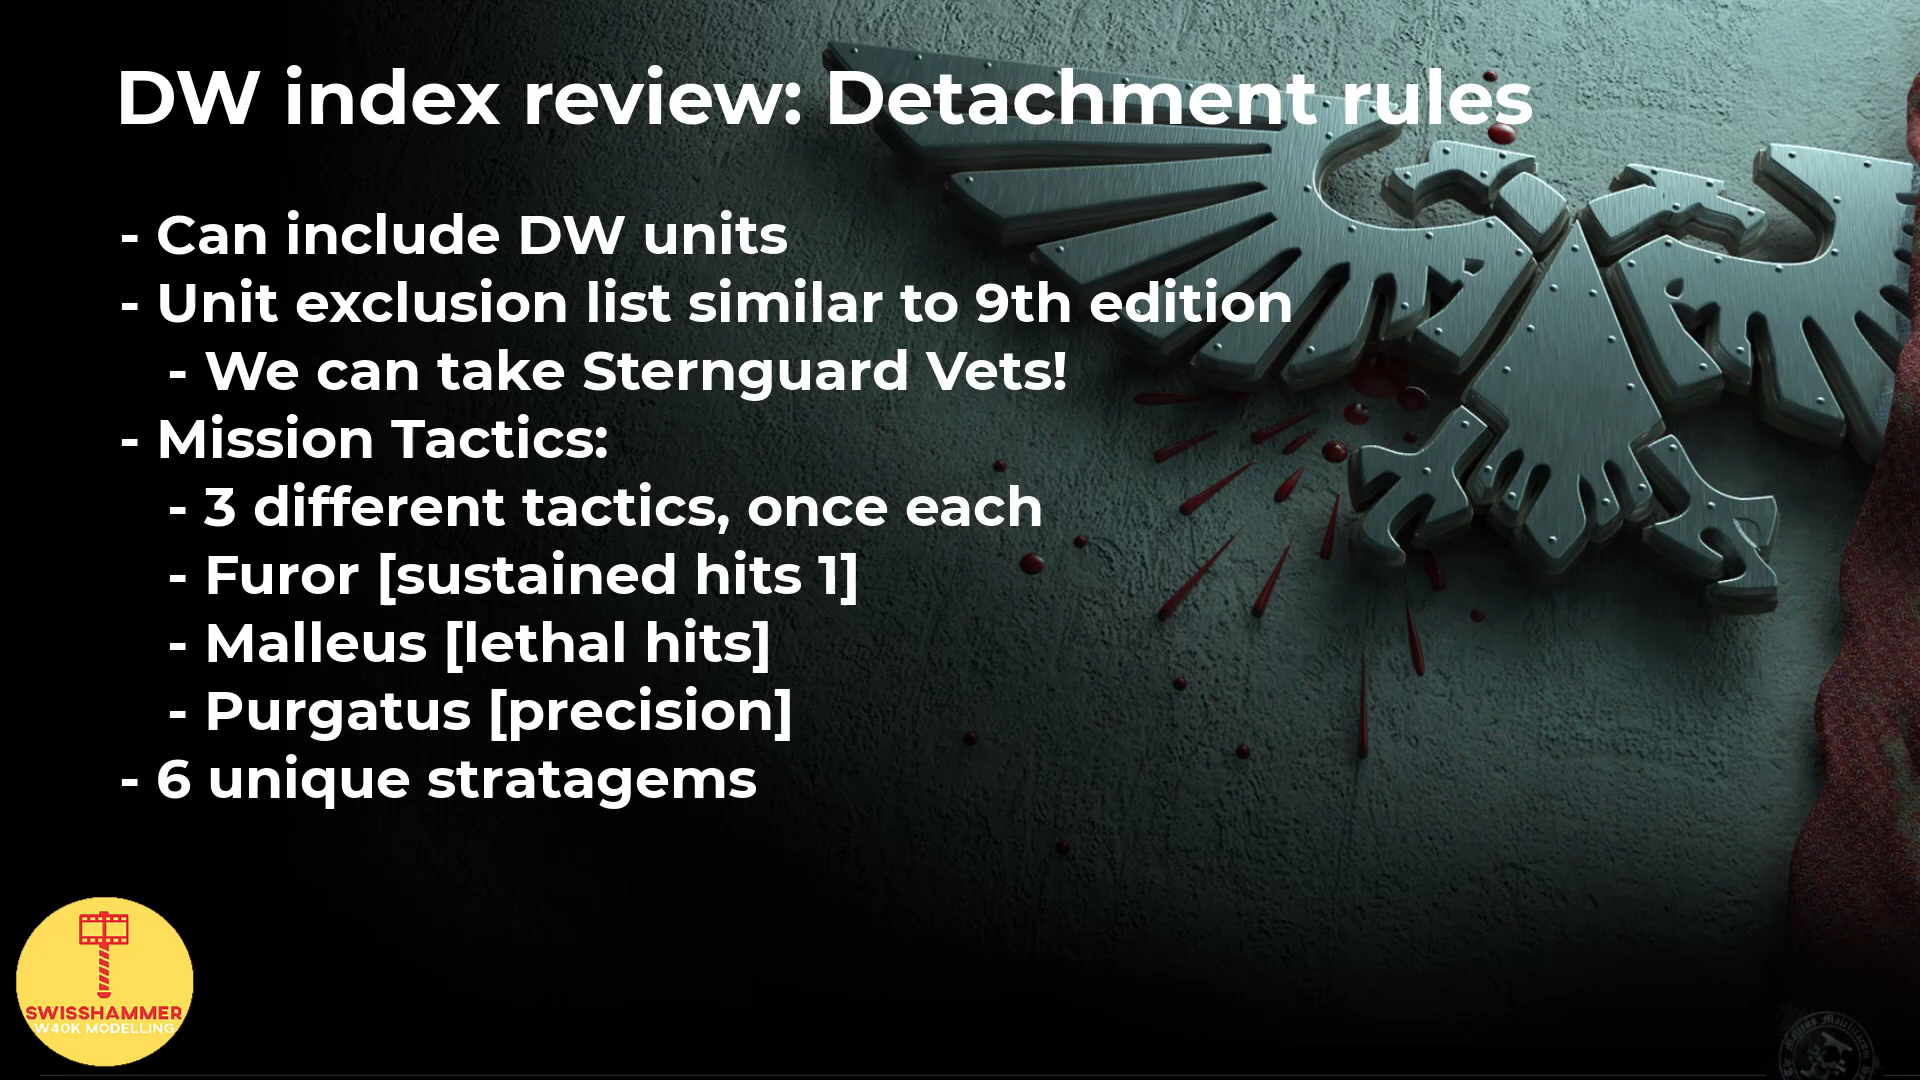 DW index review: Detachment rules
- Can include DW units
- Unit exclusion list similar to 9th edition
- We can take Sternguard Vets!
- Mission Tactics:
- 3 different tactics, once each
- Furor [sustained hits 1]
- Malleus [lethal hits]
- Purgatus [precision]
- 6 unique stratagems
SWISSHAMMER
W40K MODELLING